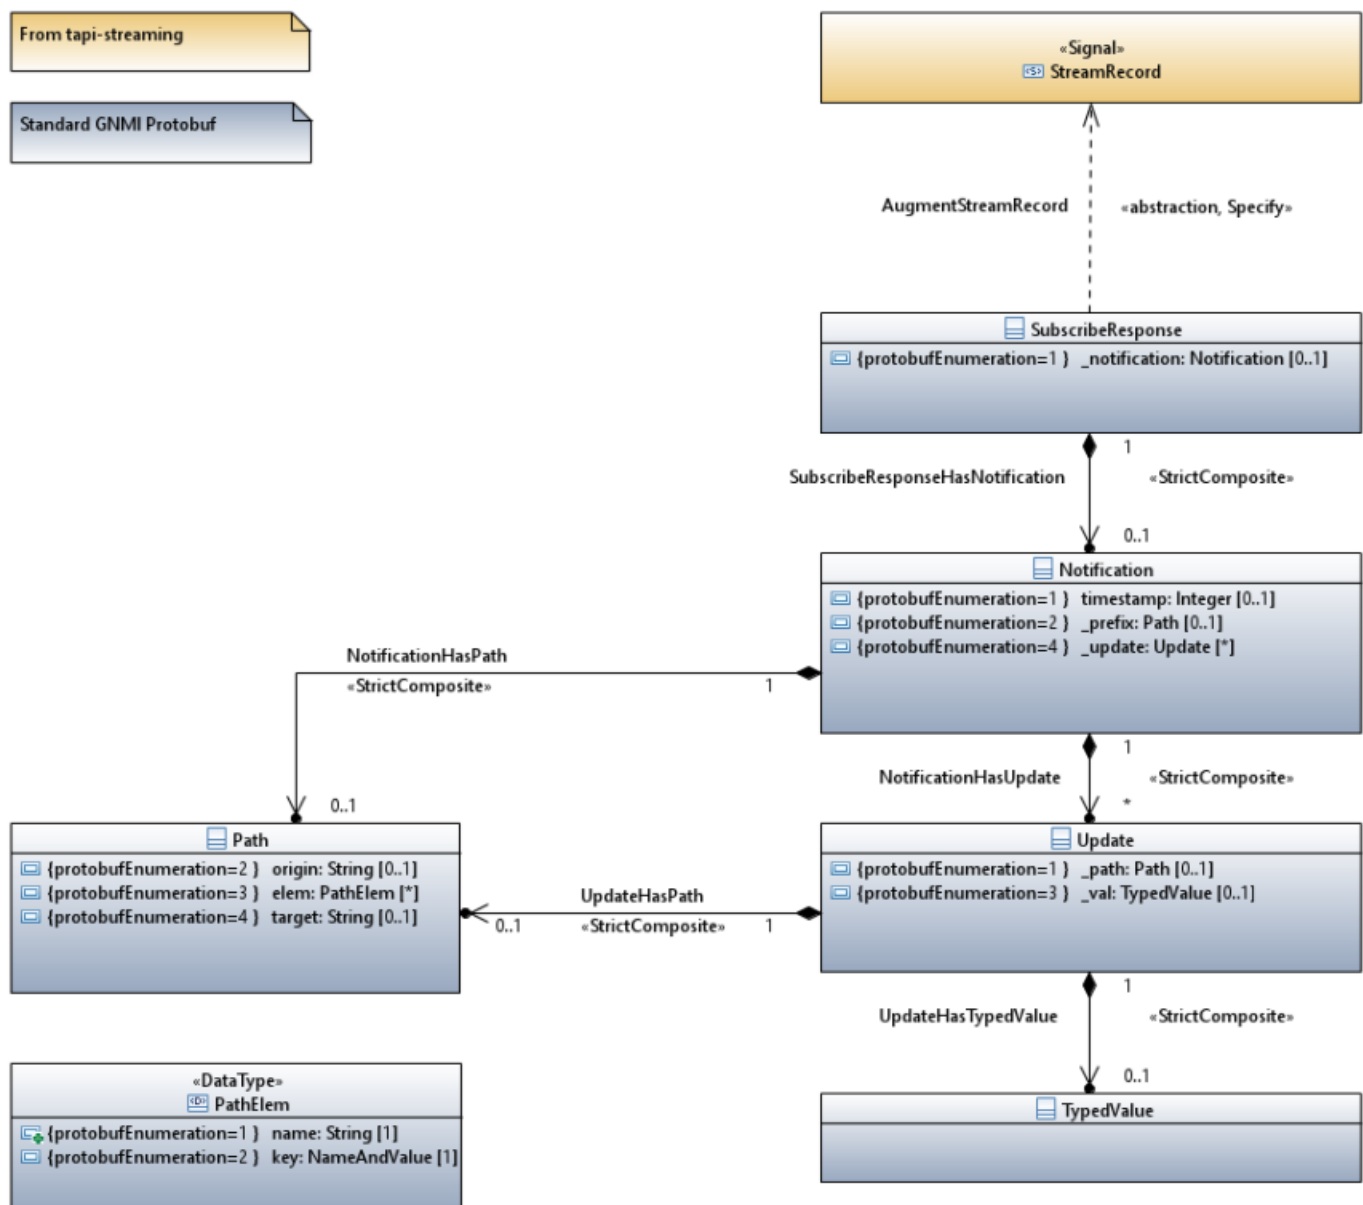 From tapi-streaming
Standard GNMI Protobuf
«Signal»
StreamRecord
AugmentStreamRecord
«abstraction, Specify»
SubscribeResponse
{protobufEnumeration=1 } _notification: Notification [0..1]
1
SubscribeResponseHasNotification
«StrictComposite»
0..1
Notification
{protobufEnumeration=1 } timestamp: Integer [0..1]
{protobufEnumeration=2 } _prefix: Path [0..1]
{protobufEnumeration=4 } _update: Update [*]
NotificationHasPath
«StrictComposite»
1
0..1
1
NotificationHasUpdate
«StrictComposite»
*
Path
{protobufEnumeration=2 } origin: String [0..1]
{protobufEnumeration=3 } elem: PathElem [*]
{protobufEnumeration=4 } target: String [0..1]
UpdateHasPath
0..1
«StrictComposite»
1
Update
{protobufEnumeration=1 } _path: Path [0..1]
{protobufEnumeration=3 } _val: TypedValue [0..1]
1
UpdateHasTypedValue
«StrictComposite»
0..1
«DataType»
<D> PathElem
{protobufEnumeration=1 } name: String [1]
{protobufEnumeration=2 } key: NameAndValue [1]
TypedValue